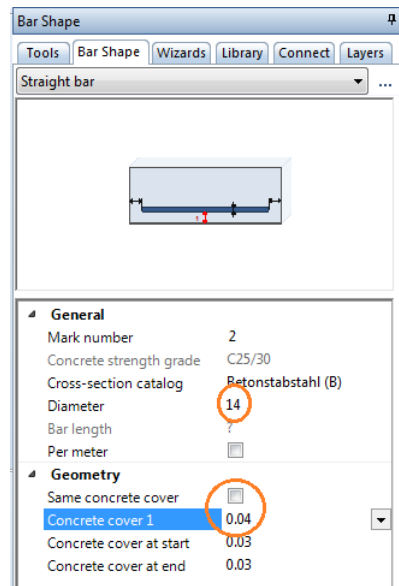 Bar Shape
Tools Bar Shape Wizards Library Connect Layers
Straight bar ...
1
General
Mark number 2
Concrete strength grade C25/30
Cross-section catalog Betonstabstahl (B)
Diameter 14
Bar length ?
Per meter
Geometry
Same concrete cover
Concrete cover 1 0.04
Concrete cover at start 0.03
Concrete cover at end 0.03